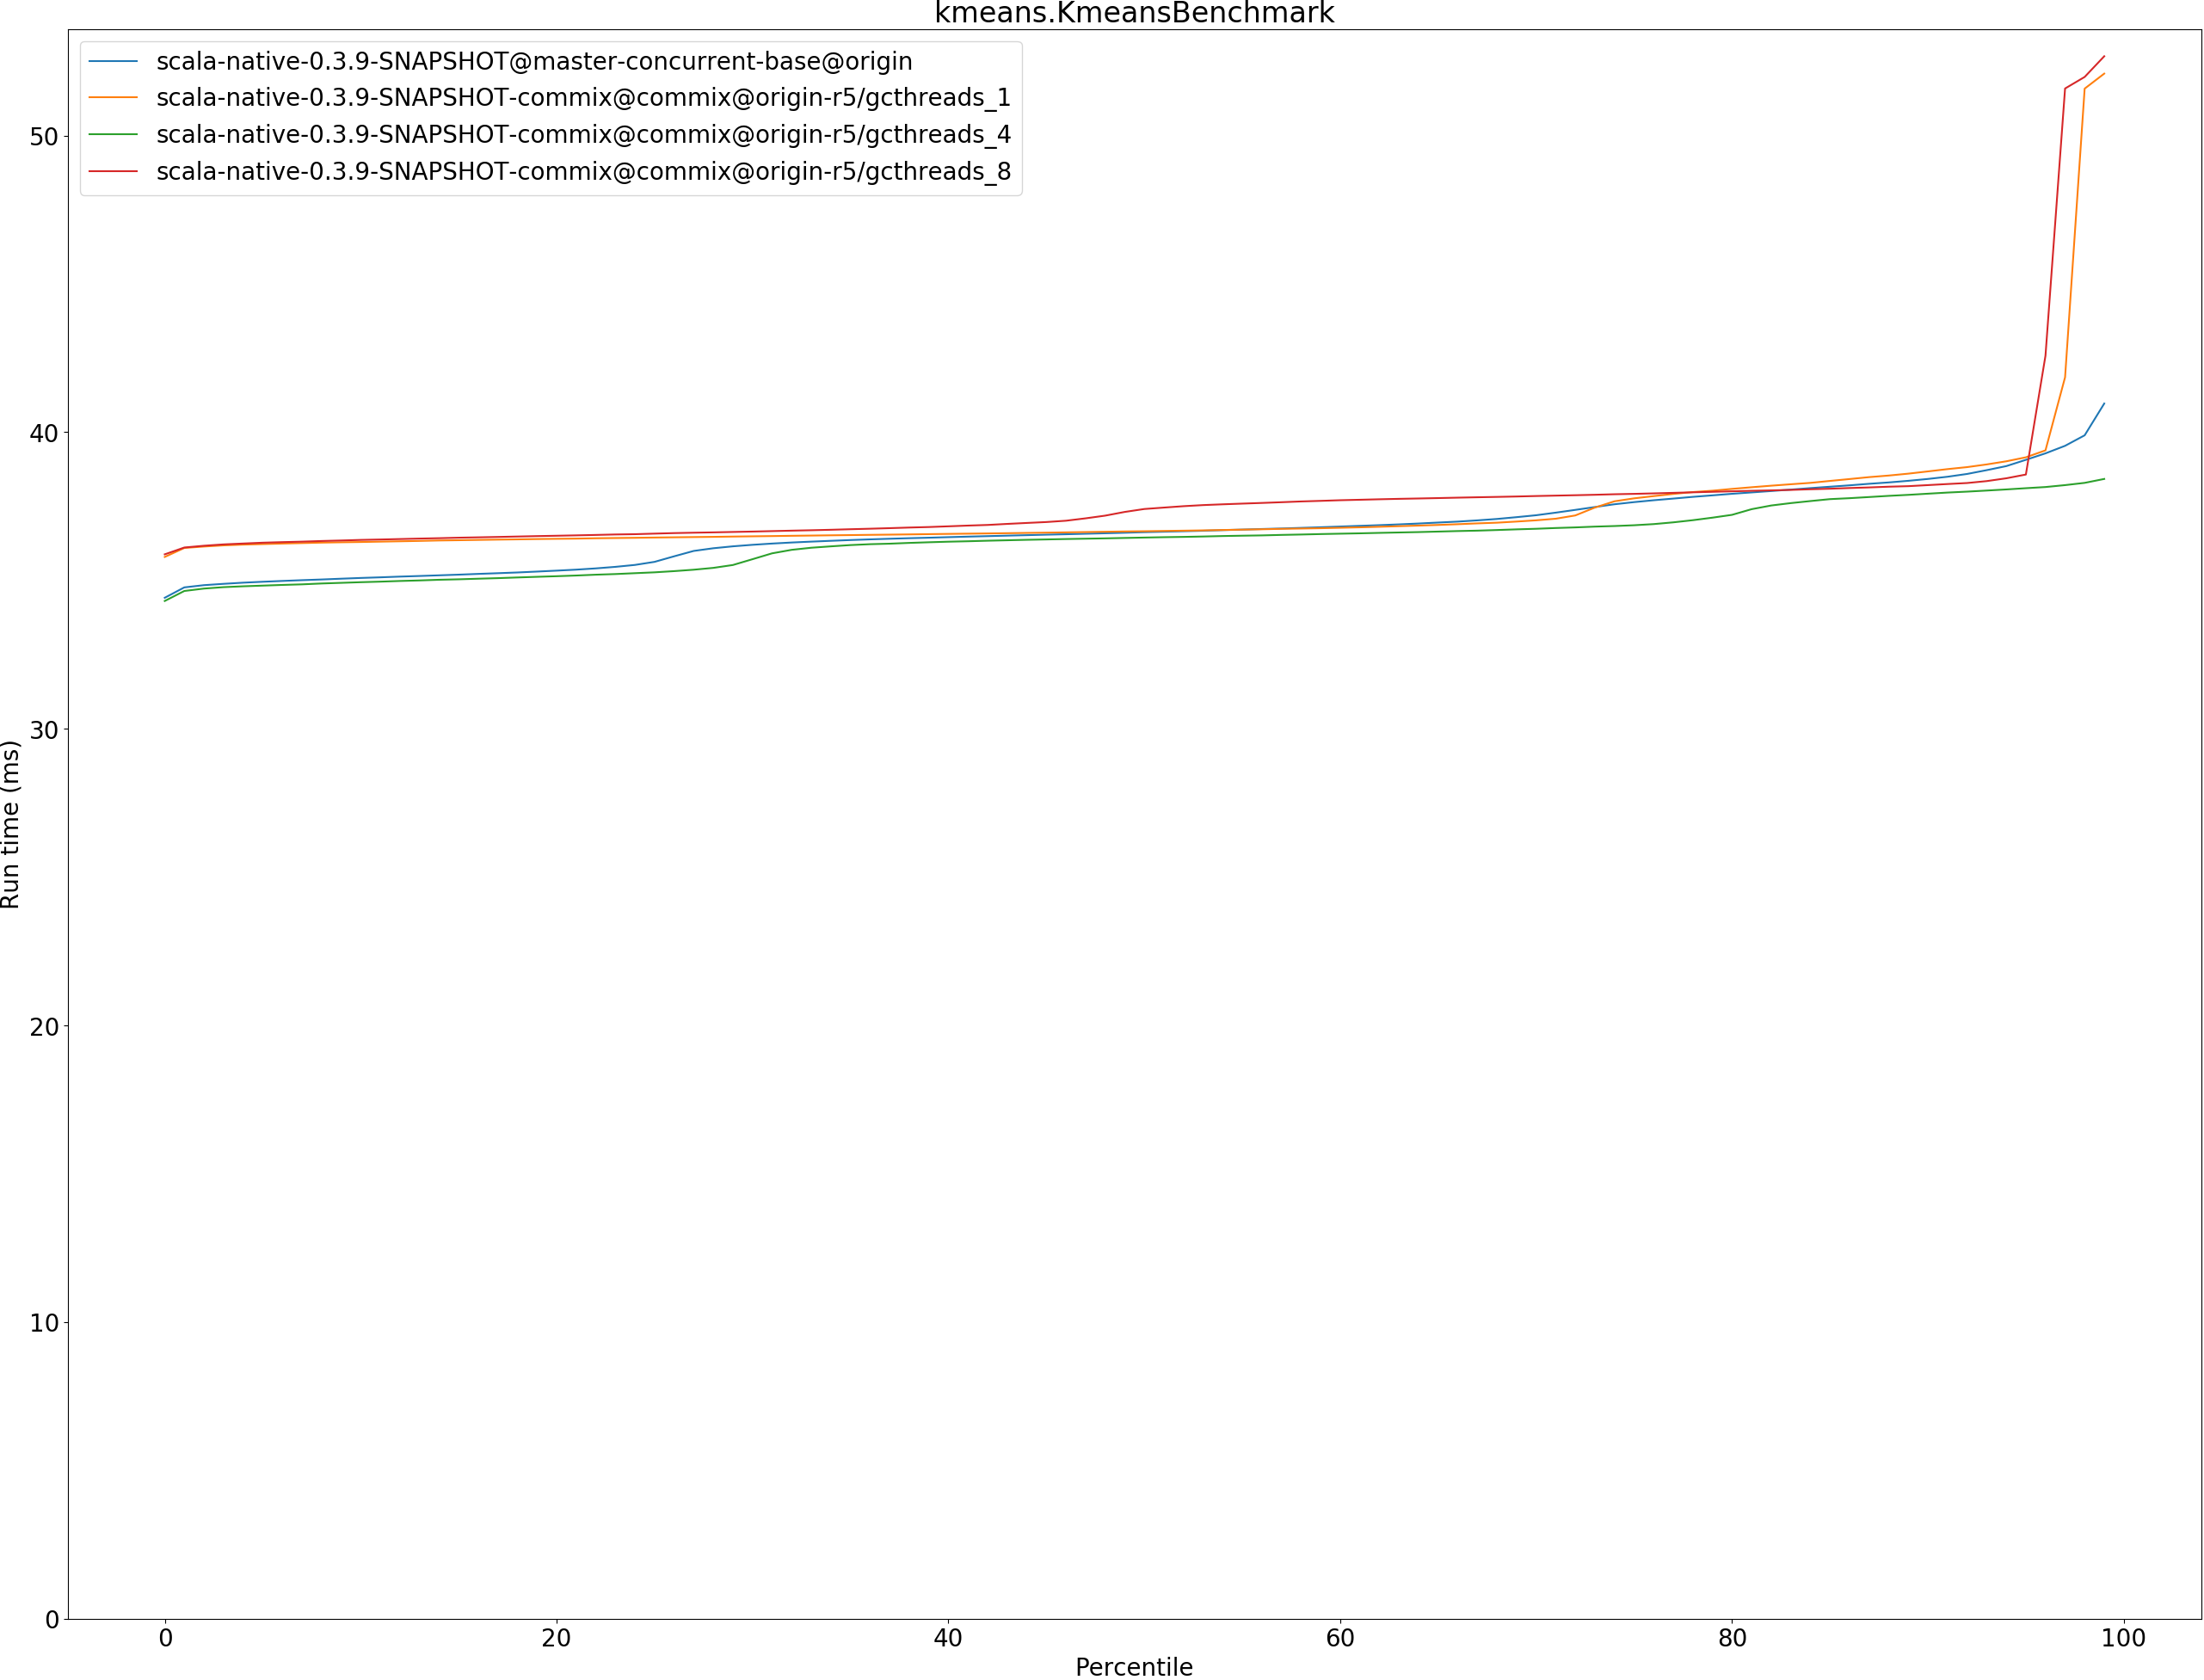 kmeans.KmeansBenchmark
scala-native-0.3.9-SNAPSHOT@master-concurrent-base@origin
scala-native-0.3.9-SNAPSHOT-commix@commix@origin-r5/gcthreads_1
scala-native-0.3.9-SNAPSHOT-commix@commix@origin-r5/gcthreads_4
scala-native-0.3.9-SNAPSHOT-commix@commix@origin-r5/gcthreads_8
50
40
30
20
10
0
Run time (ms)
0 20 40 60 80 100
Percentile